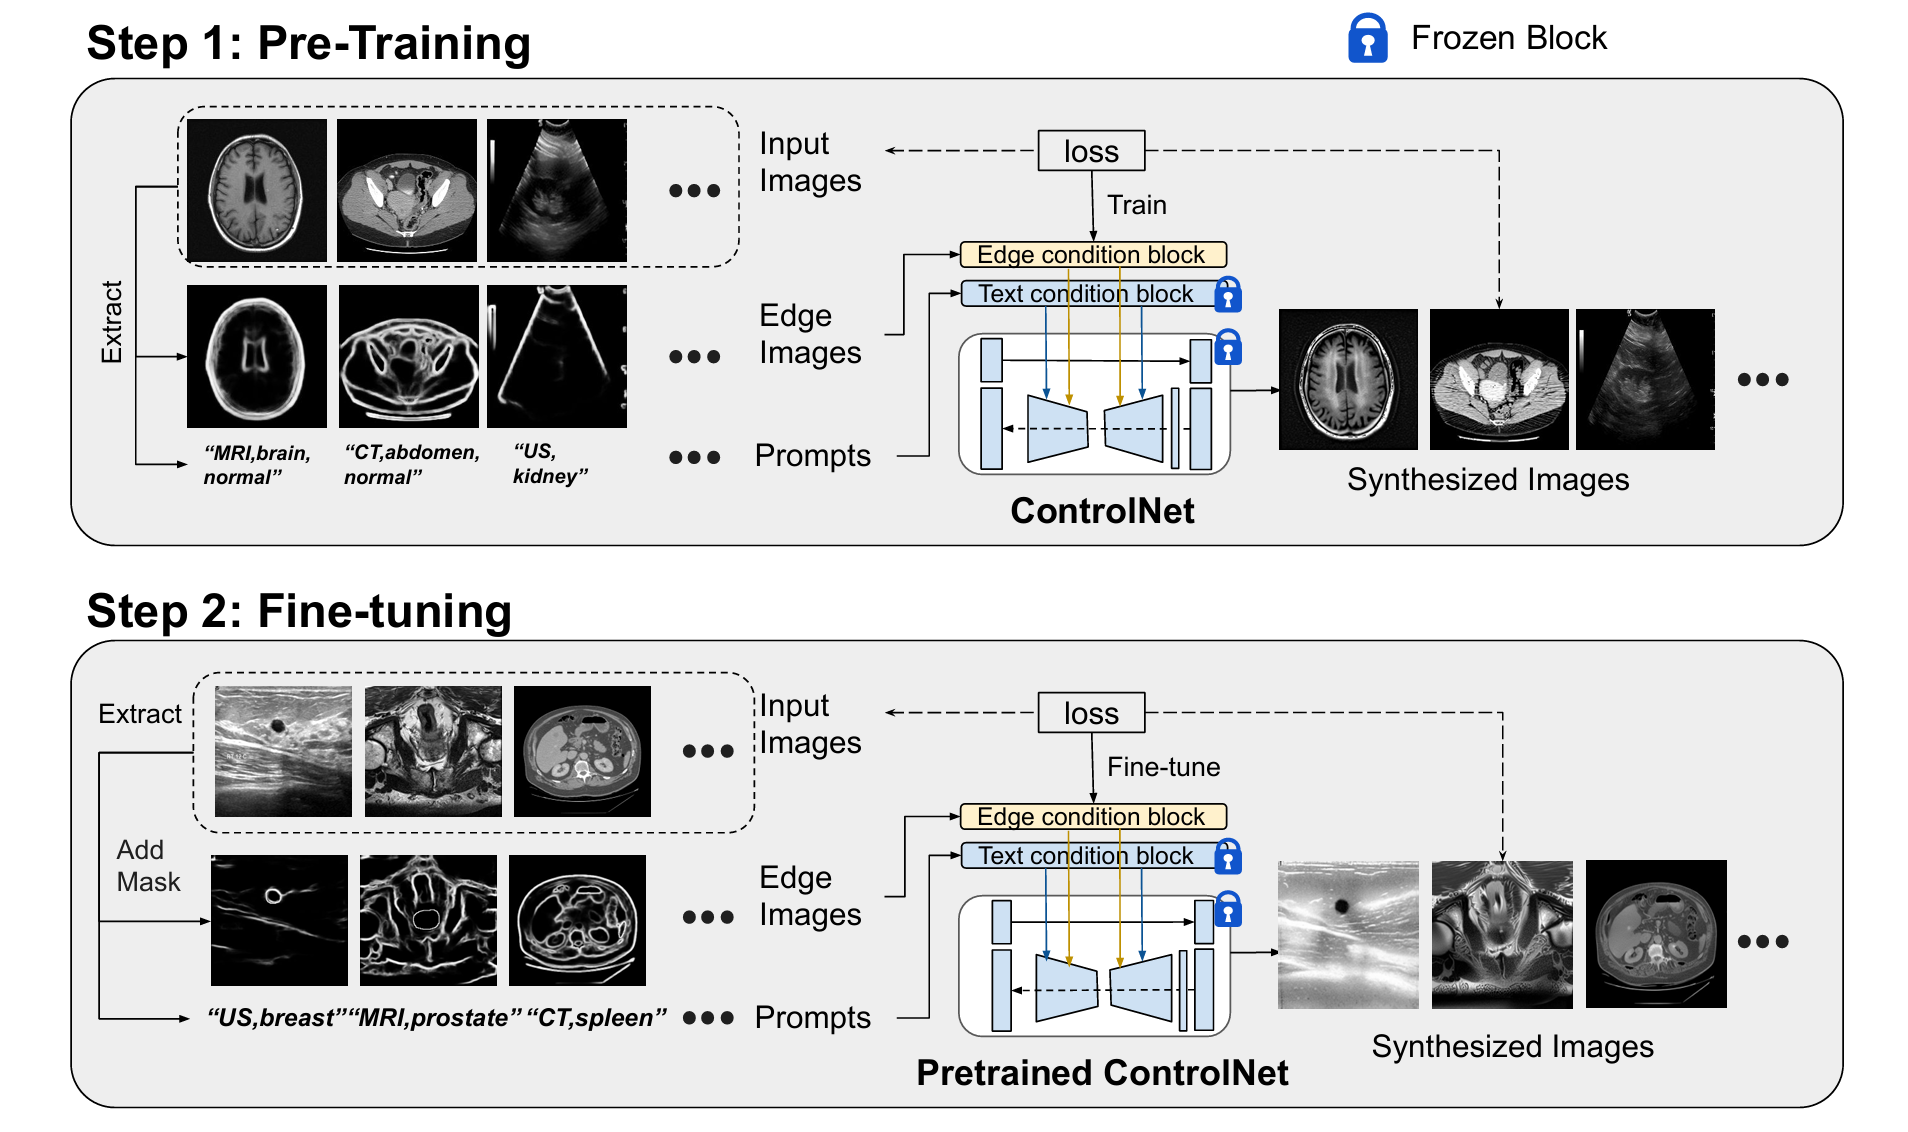 Step 1: Pre-Training
Frozen Block
Input
Images
loss
Train
Extract
Edge condition block
Text condition block
Edge
Images
“MRI,brain,
normal”
“CT,abdomen,
normal”
“US,
kidney”
Prompts
ControlNet
Synthesized Images
Step 2: Fine-tuning
Extract
Input
Images
loss
Fine-tune
Add
Mask
Edge condition block
Text condition block
Edge
Images
“US,breast” “MRI,prostate” “CT,spleen”
Prompts
Pretrained ControlNet
Synthesized Images